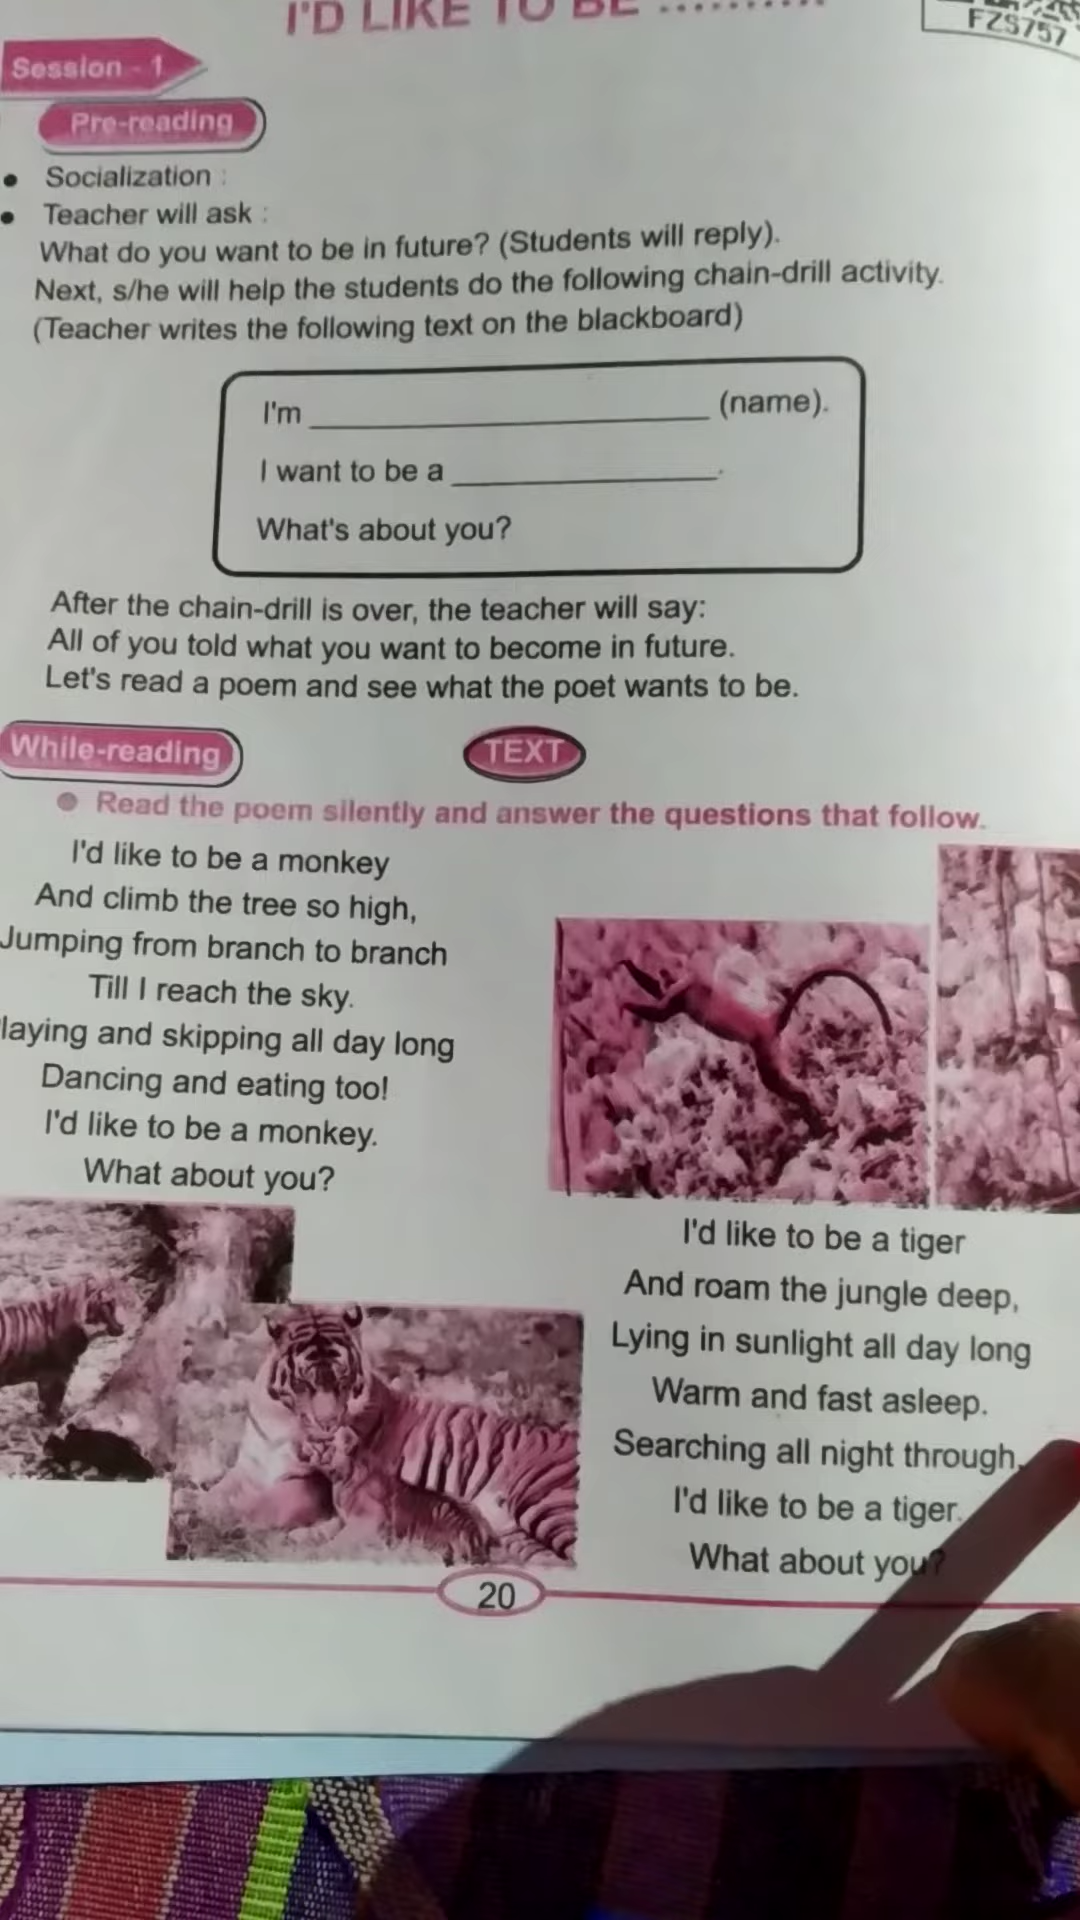 I'D LIKE TO BE ..........
FZS757
Session - 1
Pre-reading
• Socialization :
• Teacher will ask :
What do you want to be in future? (Students will reply).
Next, s/he will help the students do the following chain-drill activity.
(Teacher writes the following text on the blackboard)
I'm ____________________ (name).
I want to be a ______________.
What's about you?
After the chain-drill is over, the teacher will say:
All of you told what you want to become in future.
Let's read a poem and see what the poet wants to be.
While-reading
TEXT
• Read the poem silently and answer the questions that follow.
I'd like to be a monkey
And climb the tree so high,
Jumping from branch to branch
Till I reach the sky.
laying and skipping all day long
Dancing and eating too!
I'd like to be a monkey.
What about you?
I'd like to be a tiger
And roam the jungle deep,
Lying in sunlight all day long
Warm and fast asleep.
Searching all night through,
I'd like to be a tiger.
What about you?
20